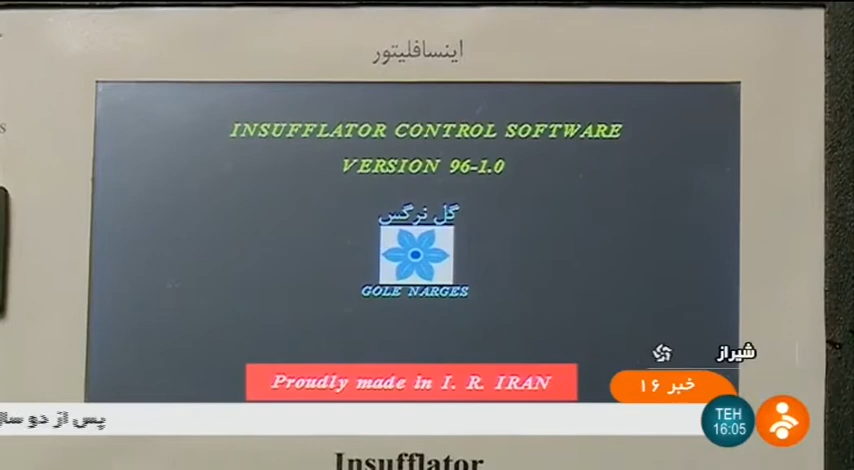 اینسافلیتور
INSUFFLATOR CONTROL SOFTWARE
VERSION 96-1.0
گل نرگس
GOLE NARGES
Proudly made in I. R. IRAN
شیراز
خبر ۱۶
TEH
16:05
پس از دو
Insufflator